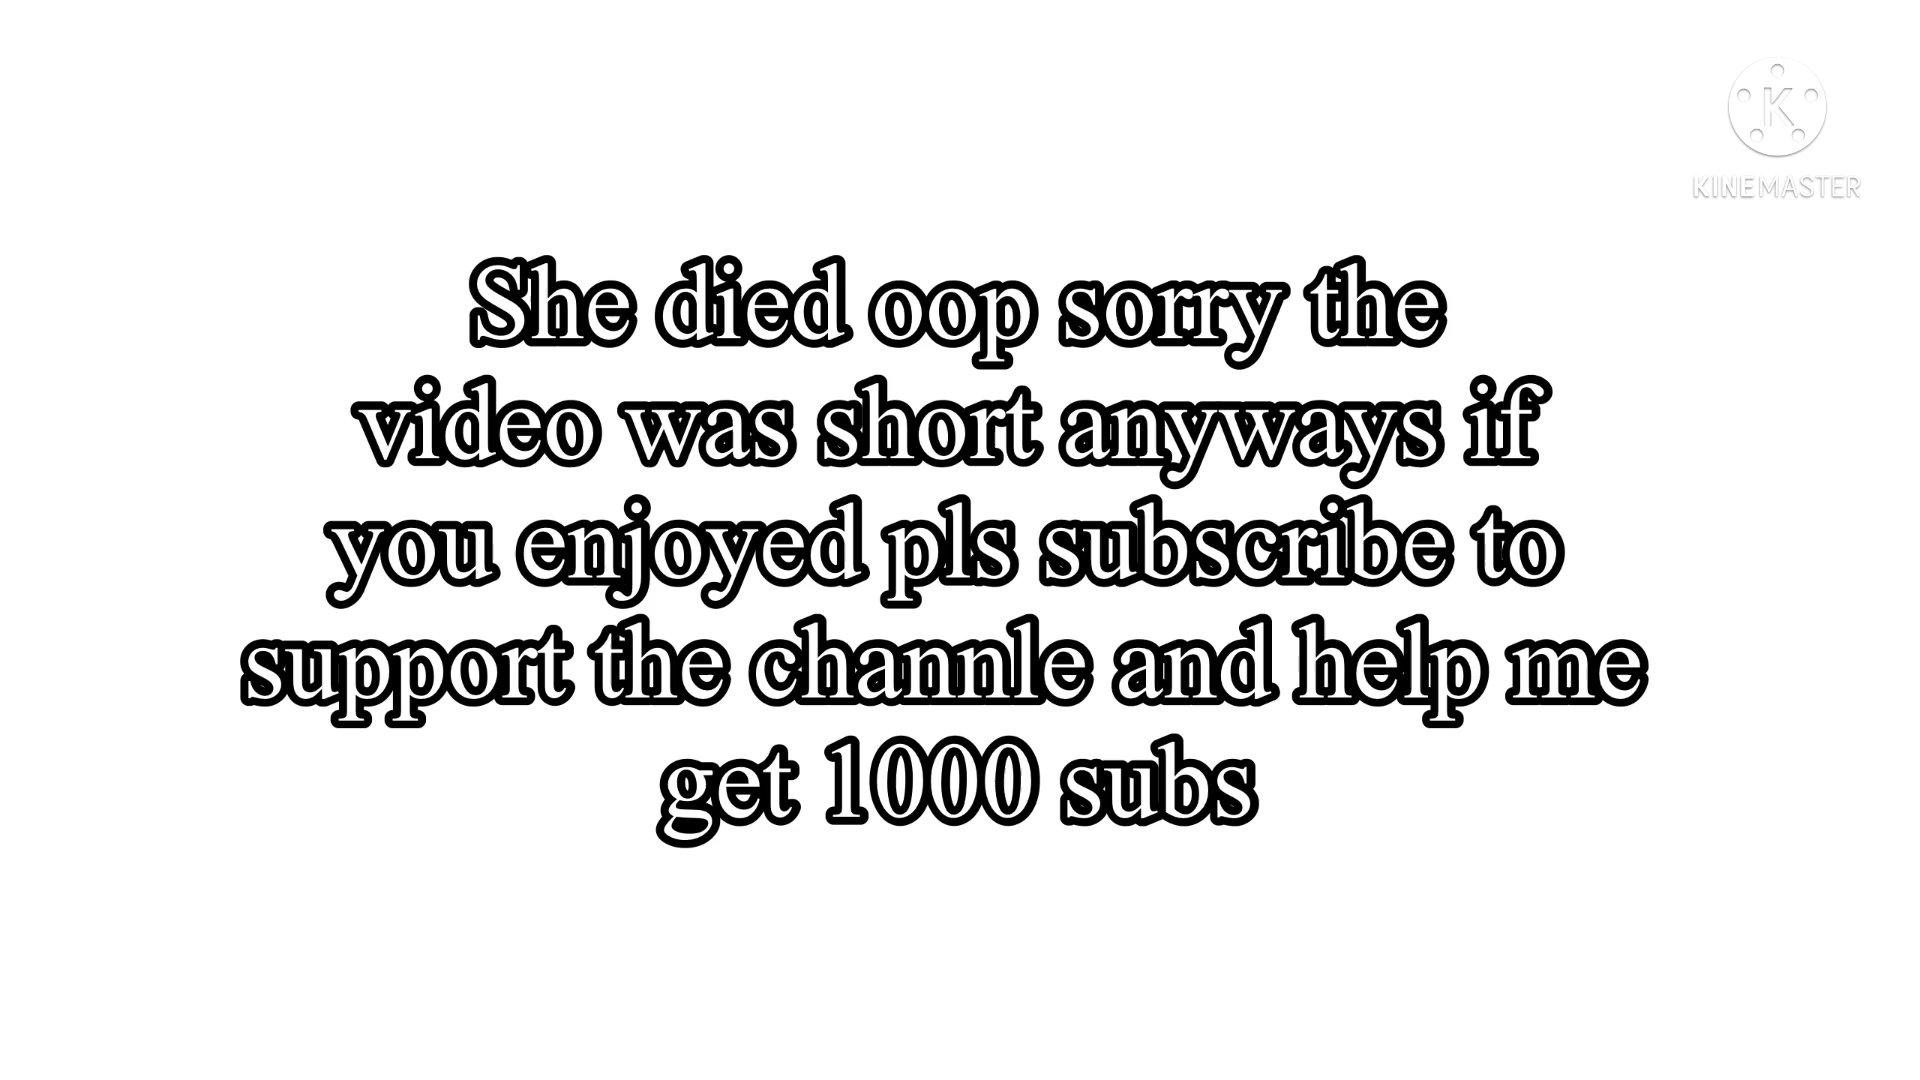 K
KINEMASTER
She died oop sorry the
video was short anyways if
you enjoyed pls subscribe to
support the channle and help me
get 1000 subs